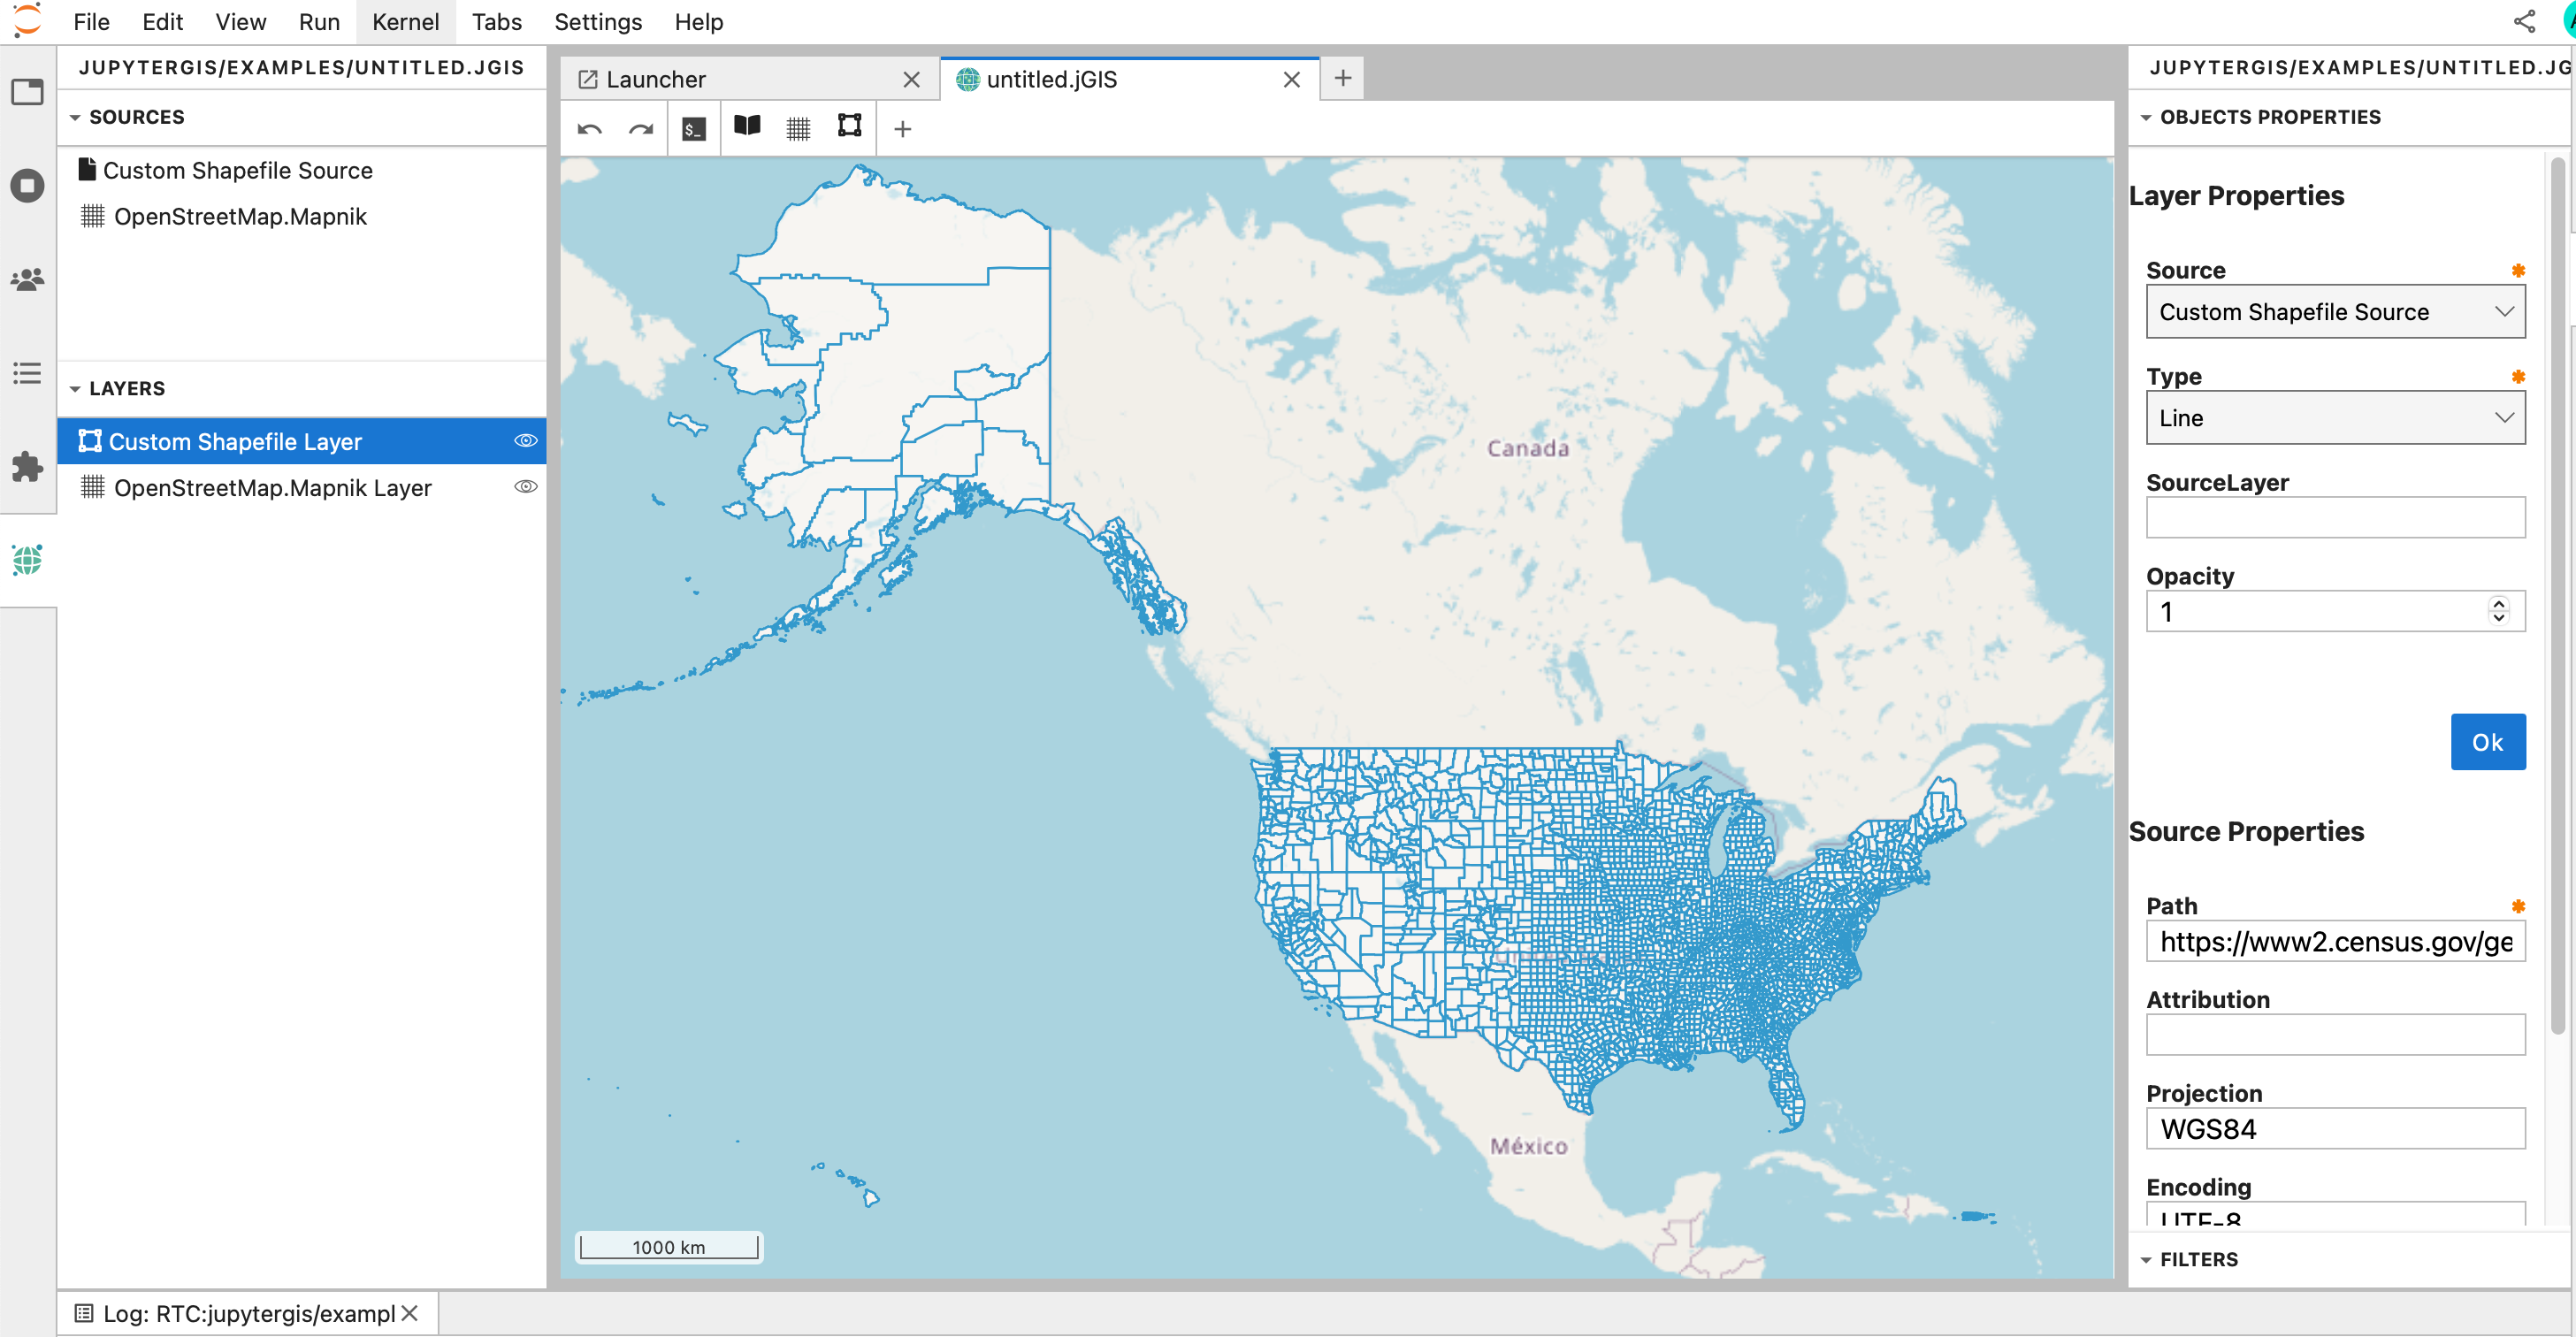 File Edit View Run Kernel Tabs Settings Help
JUPYTERGIS/EXAMPLES/UNTITLED.JGIS
SOURCES
Custom Shapefile Source
OpenStreetMap.Mapnik
LAYERS
Custom Shapefile Layer
OpenStreetMap.Mapnik Layer
Launcher
untitled.jGIS
$_
Canada
México
1000 km
JUPYTERGIS/EXAMPLES/UNTITLED.JG
OBJECTS PROPERTIES
Layer Properties
Source
Custom Shapefile Source
Type
Line
SourceLayer
Opacity
1
Ok
Source Properties
Path
https://www2.census.gov/ge
Attribution
Projection
WGS84
Encoding
UTF-8
FILTERS
Log: RTC:jupytergis/exampl